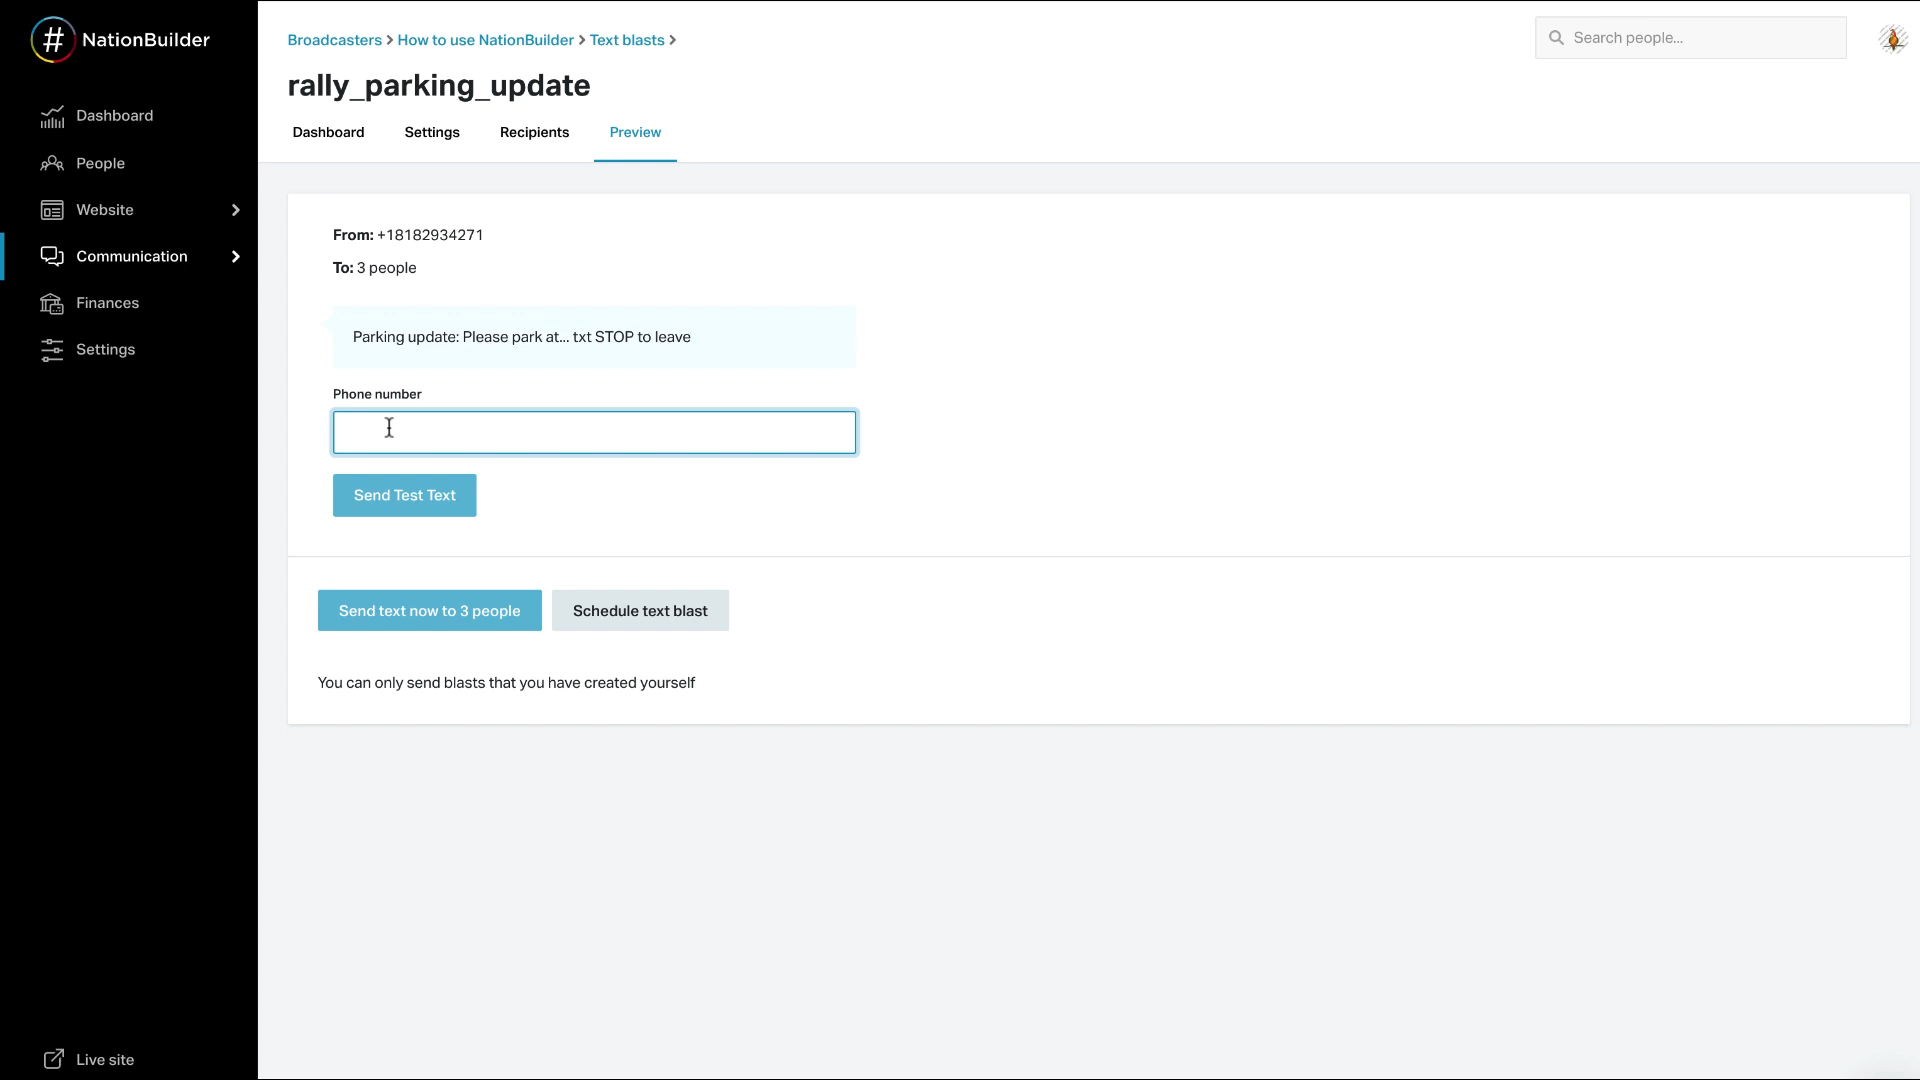 NationBuilder
Dashboard
People
Website
Communication
Finances
Settings
Live site
Broadcasters > How to use NationBuilder > Text blasts >
Search people...
rally_parking_update
Dashboard Settings Recipients Preview
From: +18182934271
To: 3 people
Parking update: Please park at... txt STOP to leave
Phone number
Send Test Text
Send text now to 3 people Schedule text blast
You can only send blasts that you have created yourself